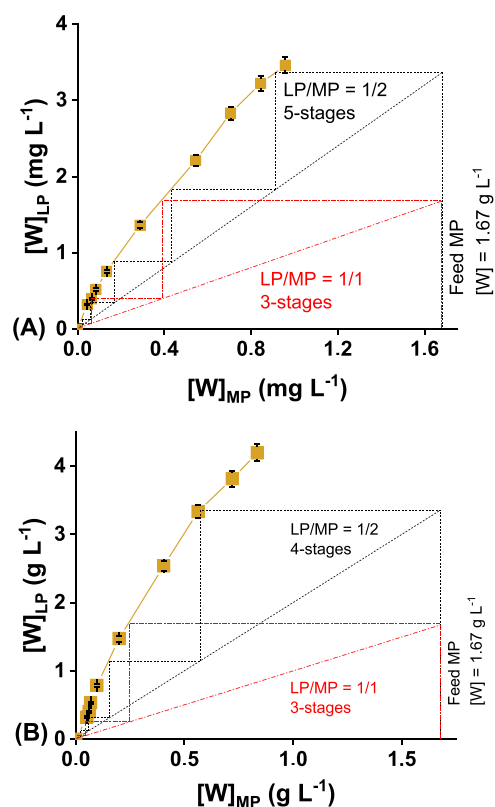 4
3
2
1
0
[W]LP (mg L-1)
LP/MP = 1/2
5-stages
LP/MP = 1/1
3-stages
Feed MP
[W] = 1.67 g L-1
(A)
0.0 0.4 0.8 1.2 1.6
[W]MP (mg L-1)
4
3
2
1
0
[W]LP (g L-1)
LP/MP = 1/2
4-stages
LP/MP = 1/1
3-stages
Feed MP
[W] = 1.67 g L-1
(B)
0.0 0.5 1.0 1.5
[W]MP (g L-1)